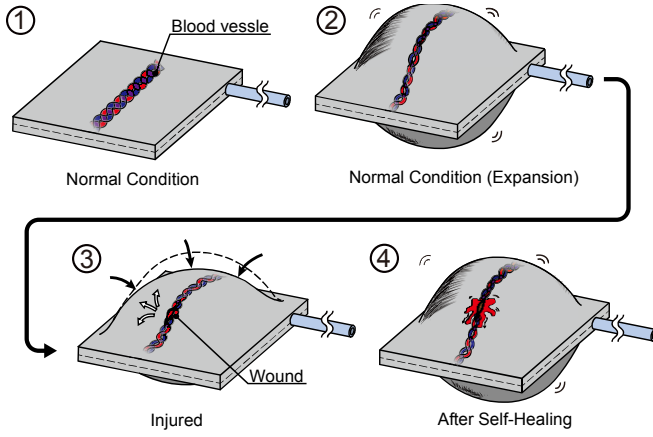 ①
Blood vessle
Normal Condition
②
Normal Condition (Expansion)
③
Wound
Injured
④
After Self-Healing